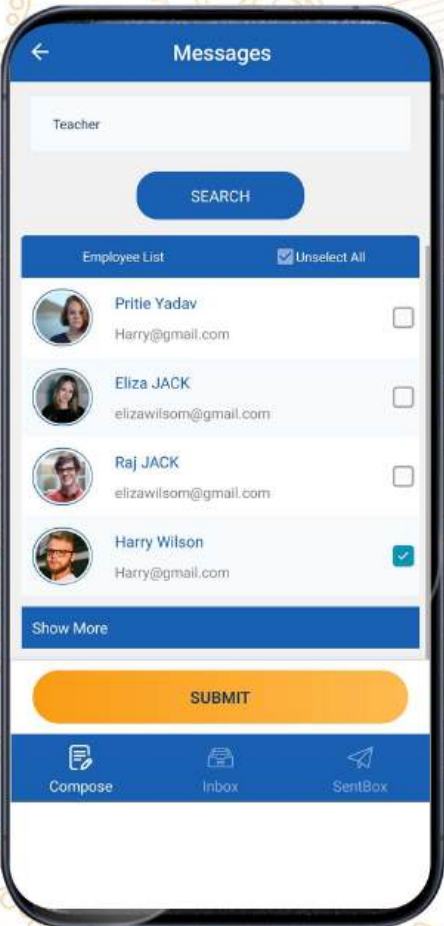 Messages
Teacher
SEARCH
Employee List Unselect All
Pritie Yadav
Harry@gmail.com
Eliza JACK
elizawilsom@gmail.com
Raj JACK
elizawilsom@gmail.com
Harry Wilson
Harry@gmail.com
Show More
SUBMIT
Compose Inbox SentBox